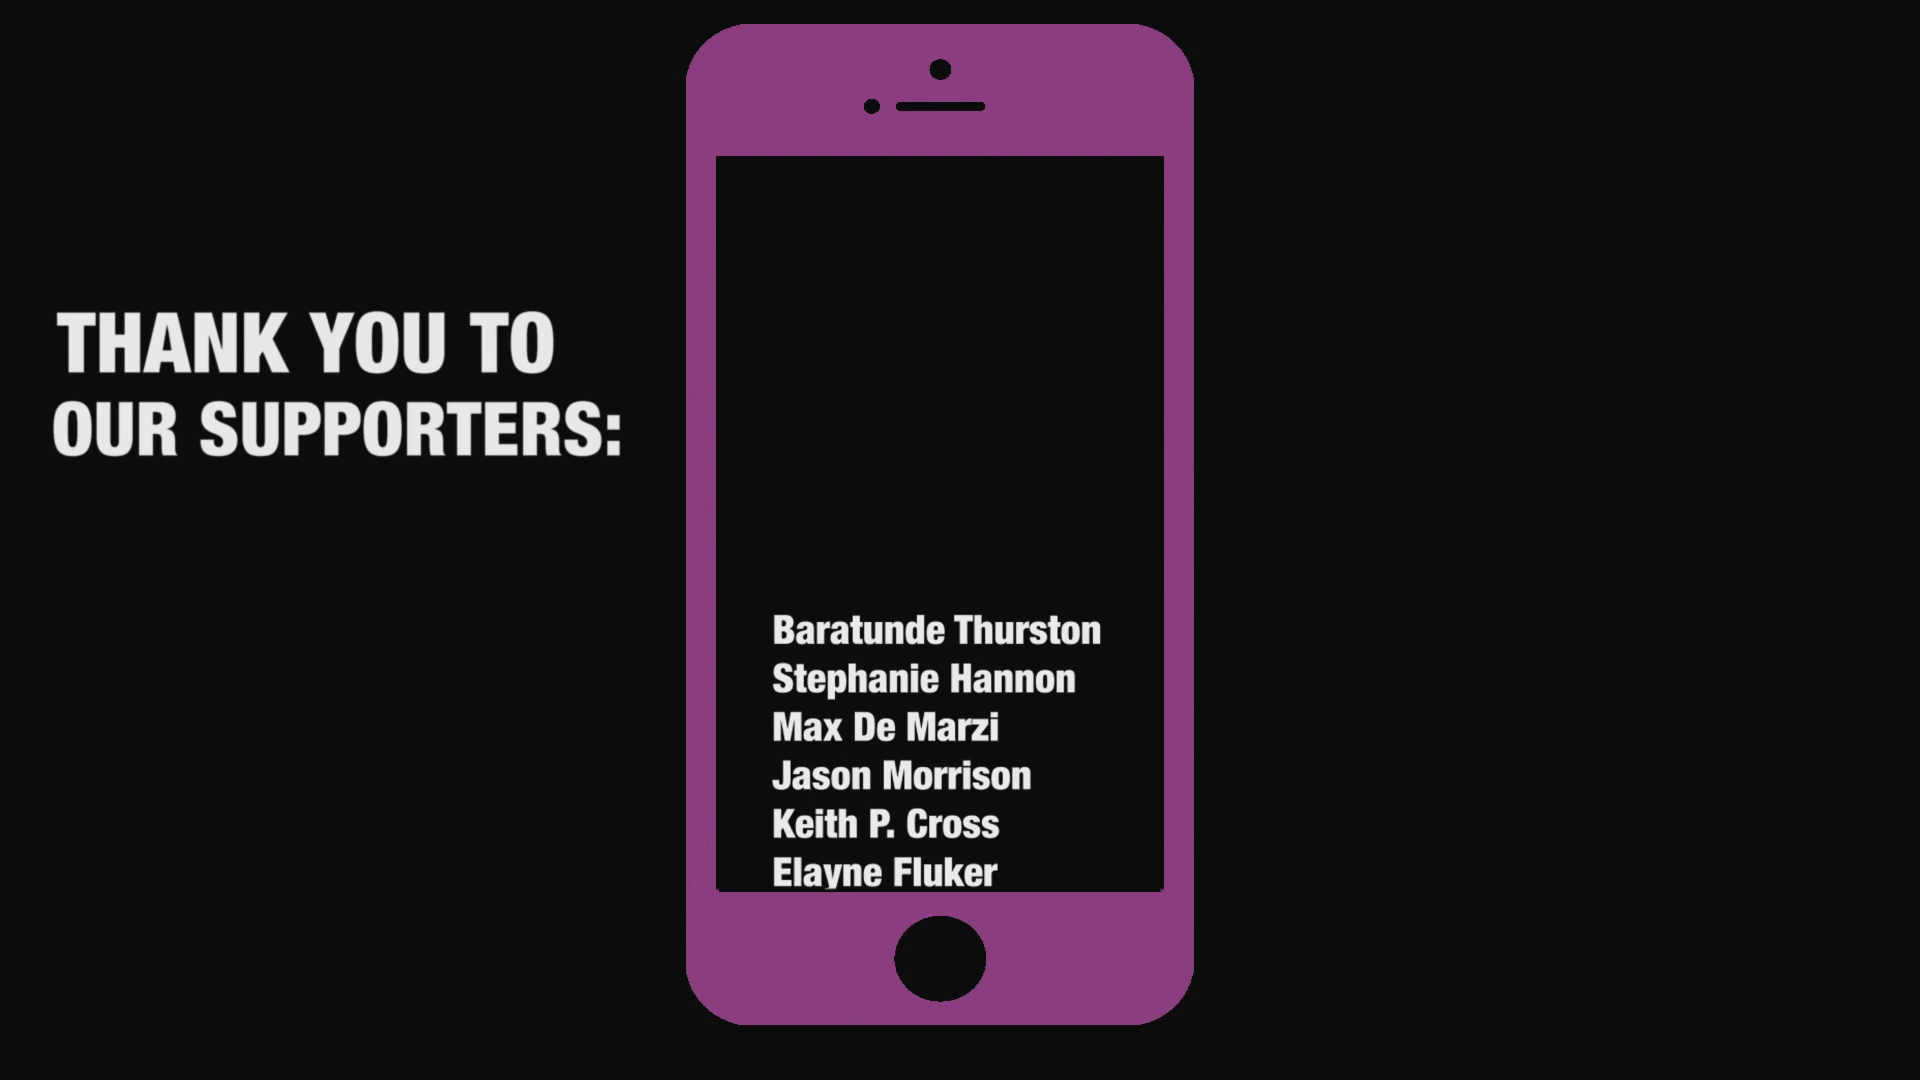 THANK YOU TO
OUR SUPPORTERS:
Baratunde Thurston
Stephanie Hannon
Max De Marzi
Jason Morrison
Keith P. Cross
Elayne Fluker